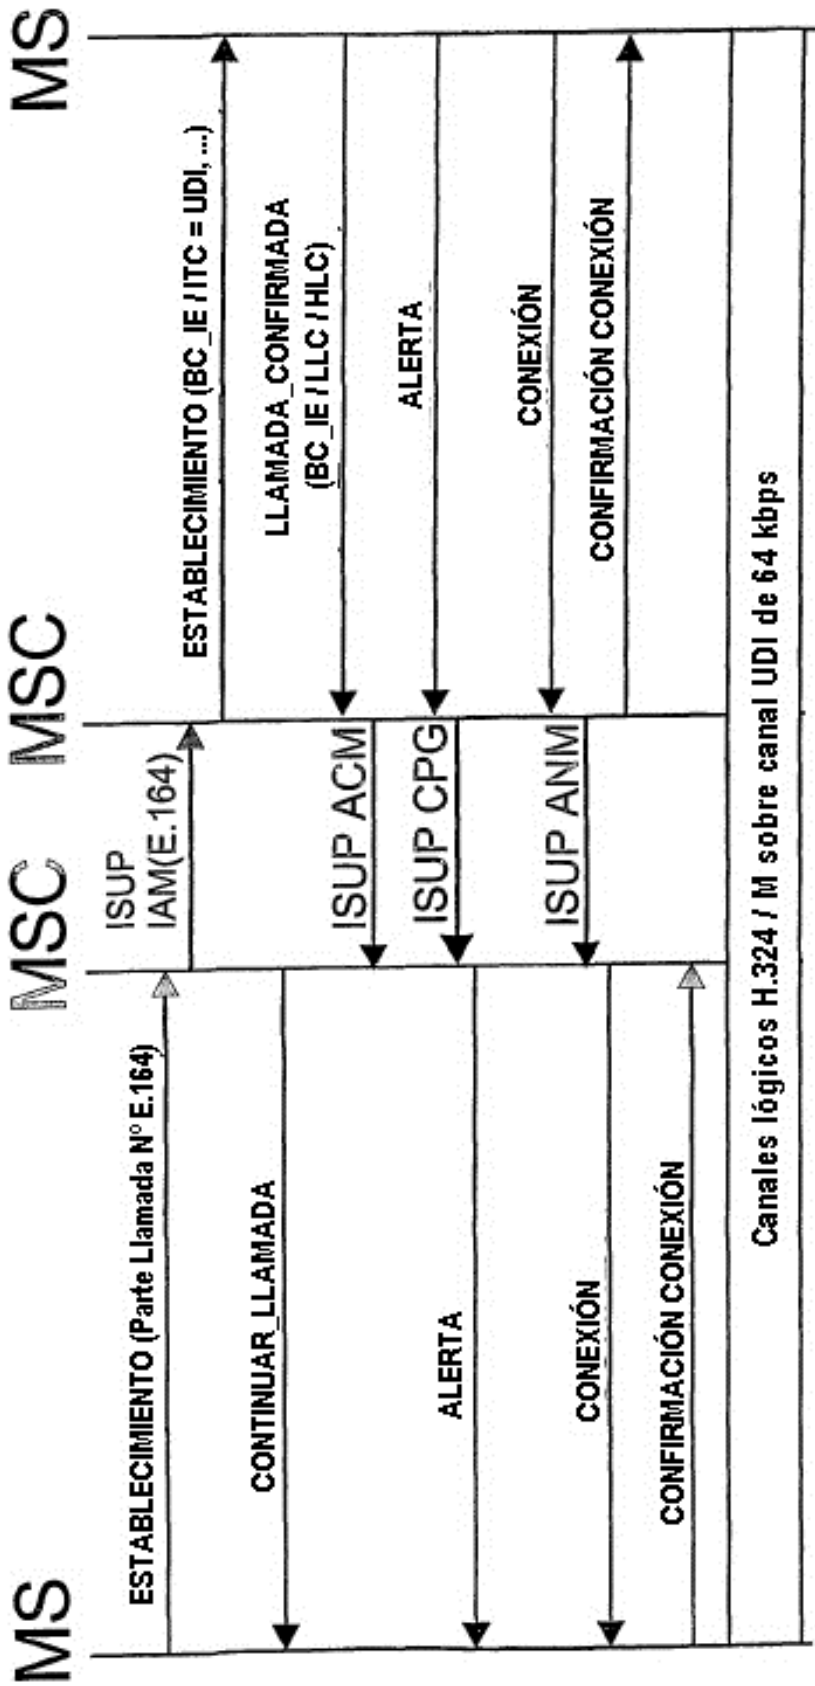 MS
MSC
MSC
MS
ESTABLECIMIENTO (Parte Llamada Nº E.164)
ISUP
IAM(E.164)
ESTABLECIMIENTO (BC_IE / ITC = UDI, ...)
CONTINUAR_LLAMADA
LLAMADA_CONFIRMADA
(BC_IE / LLC / HLC)
ISUP ACM
ALERTA
ISUP CPG
ALERTA
CONEXIÓN
ISUP ANM
CONEXIÓN
CONFIRMACIÓN CONEXIÓN
CONFIRMACIÓN CONEXIÓN
Canales lógicos H.324 / M sobre canal UDI de 64 kbps